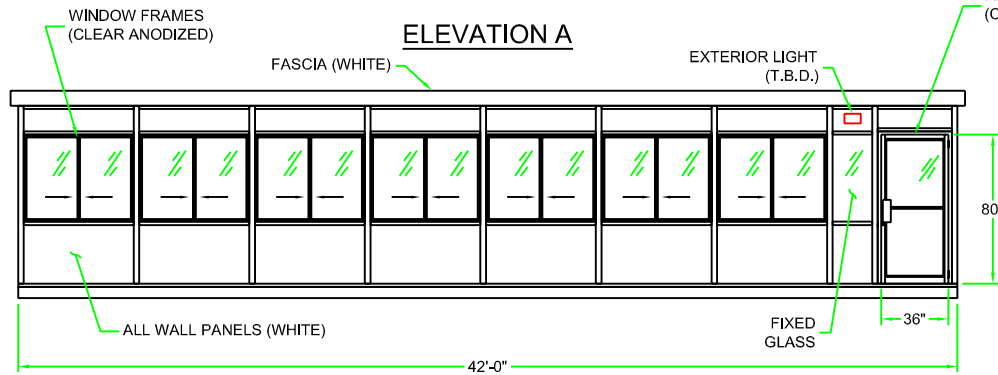 WINDOW FRAMES
(CLEAR ANODIZED)
ELEVATION A
FASCIA (WHITE)
EXTERIOR LIGHT
(T.B.D.)
80
ALL WALL PANELS (WHITE)
FIXED
GLASS
36"
42'-0"